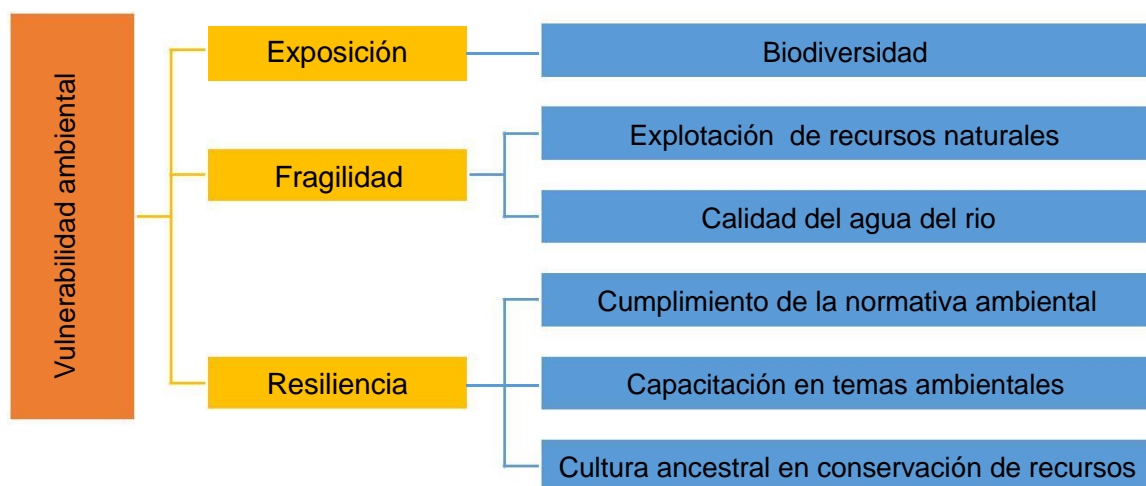 Vulnerabilidad ambiental
Exposición
Biodiversidad
Fragilidad
Explotación de recursos naturales
Calidad del agua del rio
Resiliencia
Cumplimiento de la normativa ambiental
Capacitación en temas ambientales
Cultura ancestral en conservación de recursos